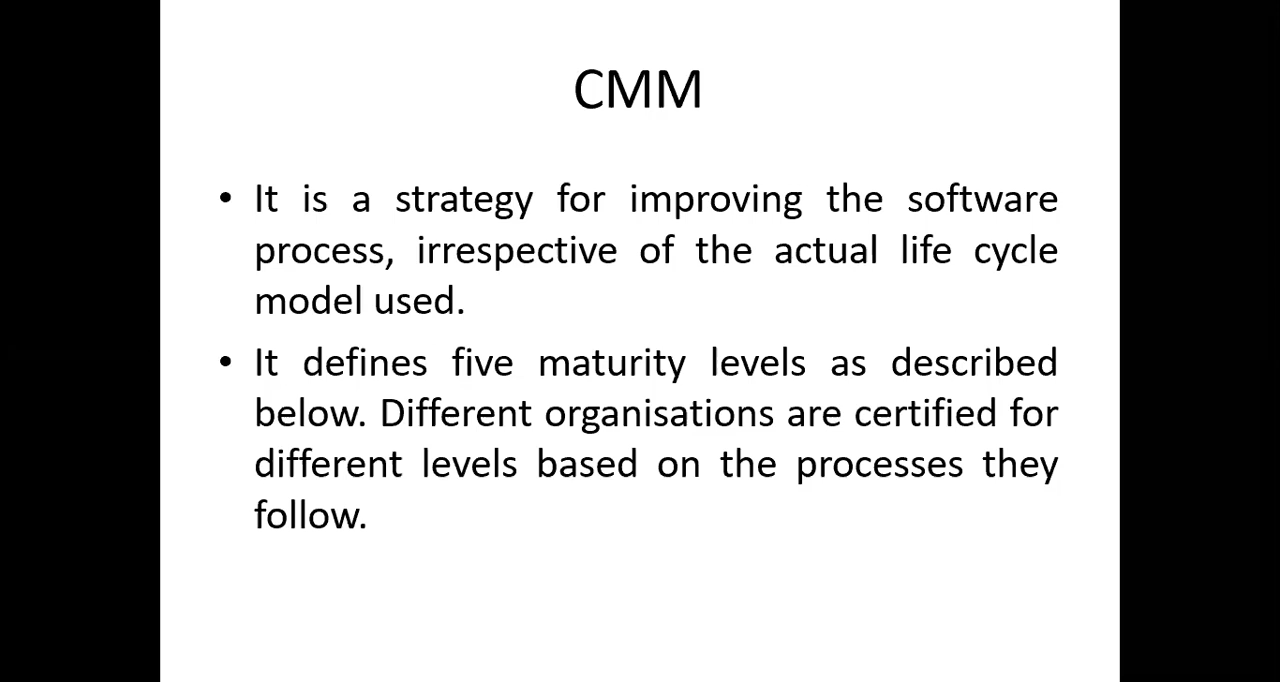 CMM
• It is a strategy for improving the software
process, irrespective of the actual life cycle
model used.
• It defines five maturity levels as described
below. Different organisations are certified for
different levels based on the processes they
follow.